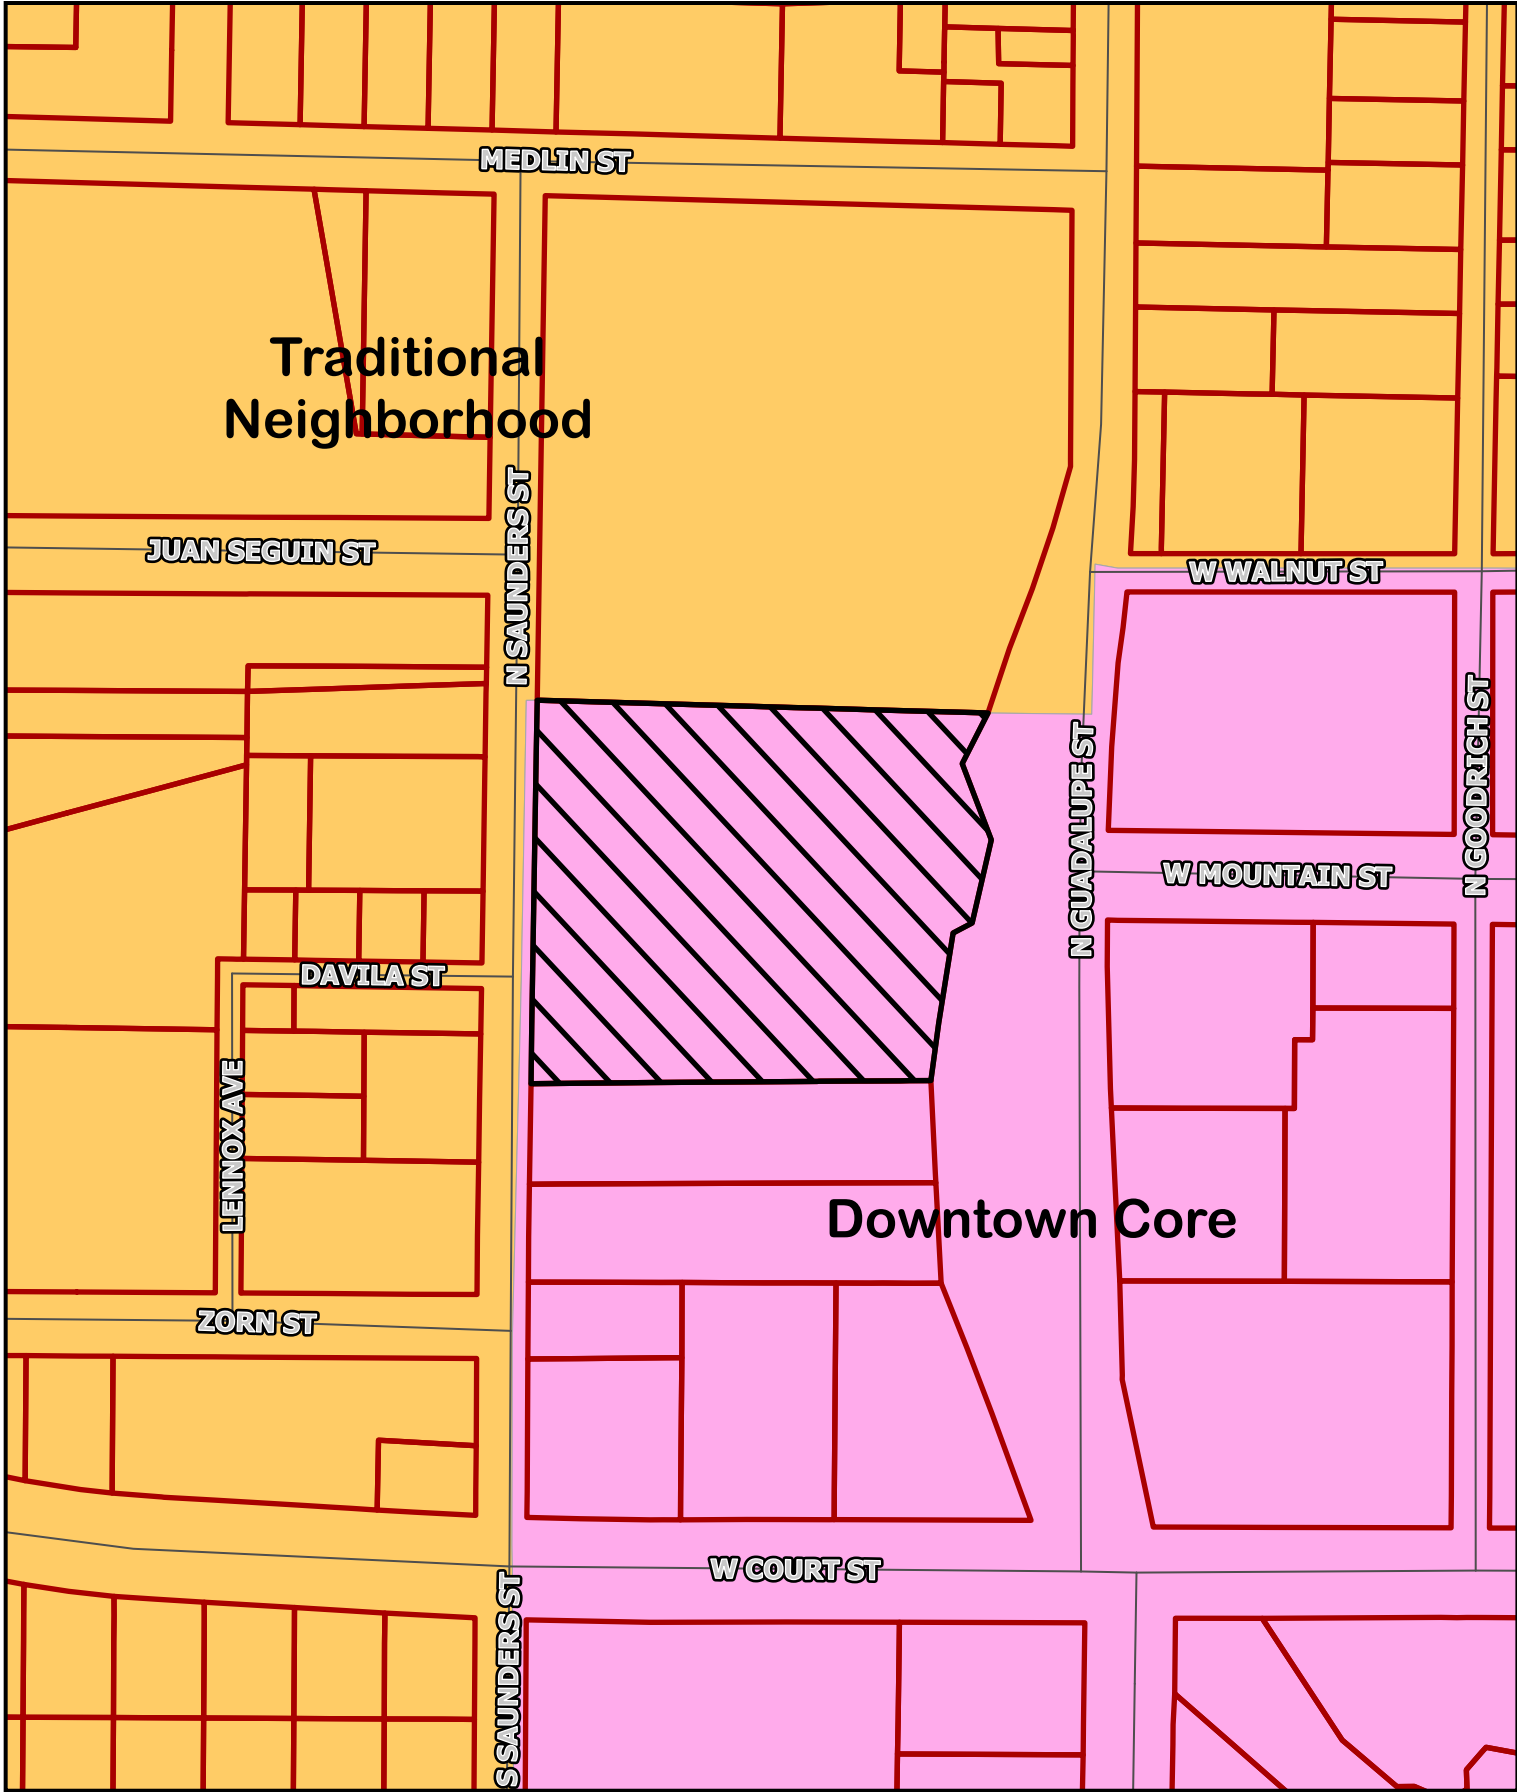 MEDLIN ST
Traditional
Neighborhood
N SAUNDERS ST
JUAN SEGUIN ST
W WALNUT ST
N GOODRICH ST
N GUADALUPE ST
W MOUNTAIN ST
DAVILA ST
LENNOX AVE
Downtown Core
ZORN ST
W COURT ST
S SAUNDERS ST